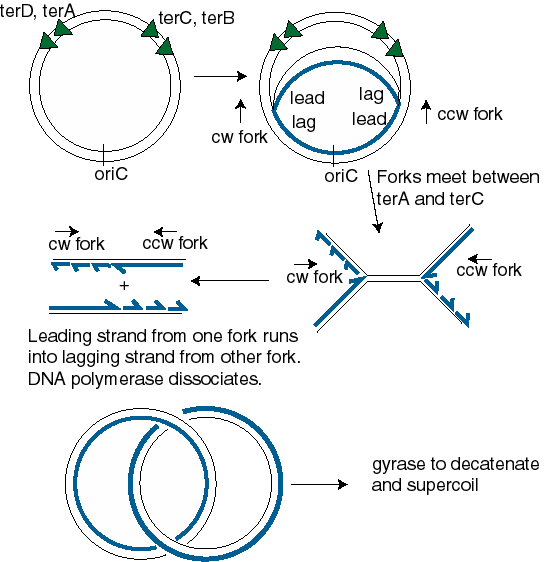 terD, terA
terC, terB
oriC
lead
lag
lag
lead
cw fork
ccw fork
oriC
Forks meet between
terA and terC
cw fork
ccw fork
+
cw fork
ccw fork
Leading strand from one fork runs
into lagging strand from other fork.
DNA polymerase dissociates.
gyrase to decatenate
and supercoil